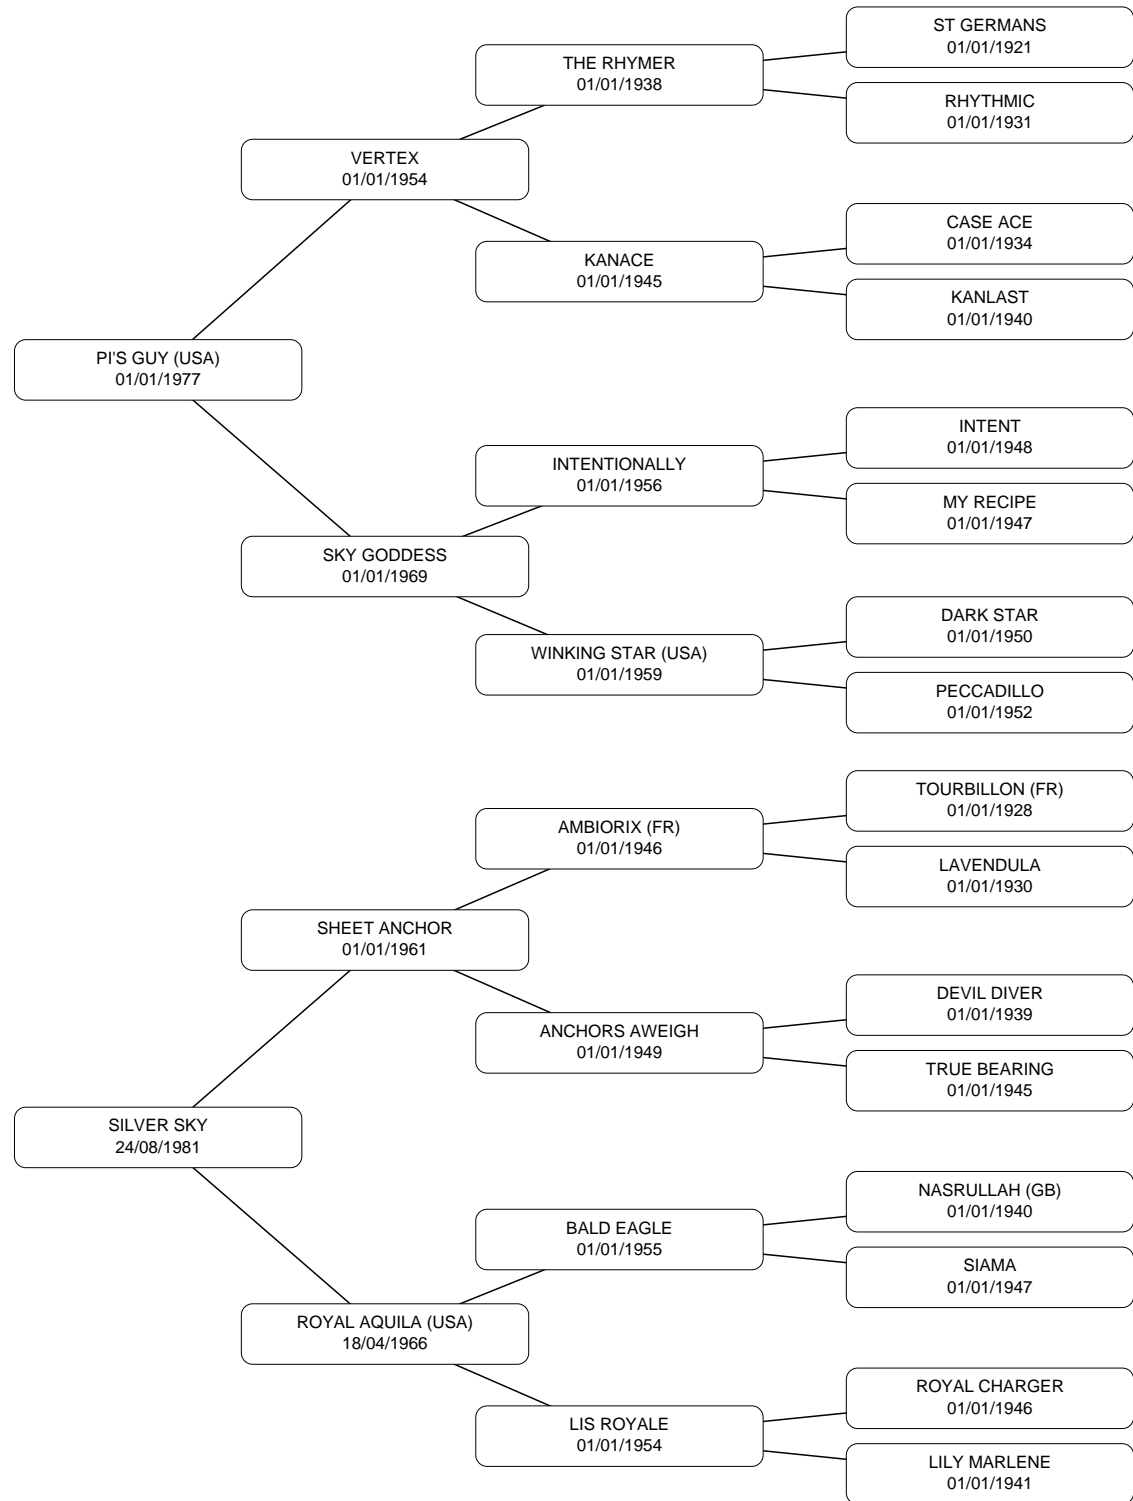 ST GERMANS
01/01/1921
THE RHYMER
01/01/1938
RHYTHMIC
01/01/1931
VERTEX
01/01/1954
CASE ACE
01/01/1934
KANACE
01/01/1945
KANLAST
01/01/1940
PI'S GUY (USA)
01/01/1977
INTENT
01/01/1948
INTENTIONALLY
01/01/1956
MY RECIPE
01/01/1947
SKY GODDESS
01/01/1969
DARK STAR
01/01/1950
WINKING STAR (USA)
01/01/1959
PECCADILLO
01/01/1952
TOURBILLON (FR)
01/01/1928
AMBIORIX (FR)
01/01/1946
LAVENDULA
01/01/1930
SHEET ANCHOR
01/01/1961
DEVIL DIVER
01/01/1939
ANCHORS AWEIGH
01/01/1949
TRUE BEARING
01/01/1945
SILVER SKY
24/08/1981
NASRULLAH (GB)
01/01/1940
BALD EAGLE
01/01/1955
SIAMA
01/01/1947
ROYAL AQUILA (USA)
18/04/1966
ROYAL CHARGER
01/01/1946
LIS ROYALE
01/01/1954
LILY MARLENE
01/01/1941